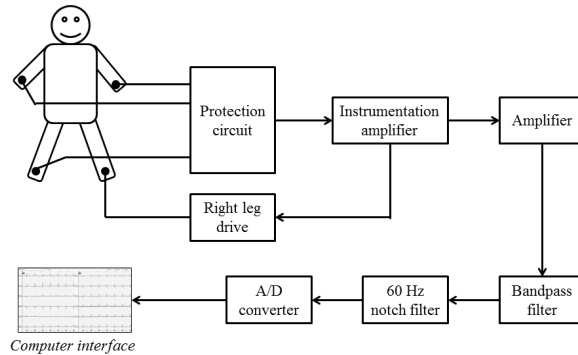 Protection
circuit
Instrumentation
amplifier
Amplifier
Right leg
drive
A/D
converter
60 Hz
notch filter
Bandpass
filter
Computer interface